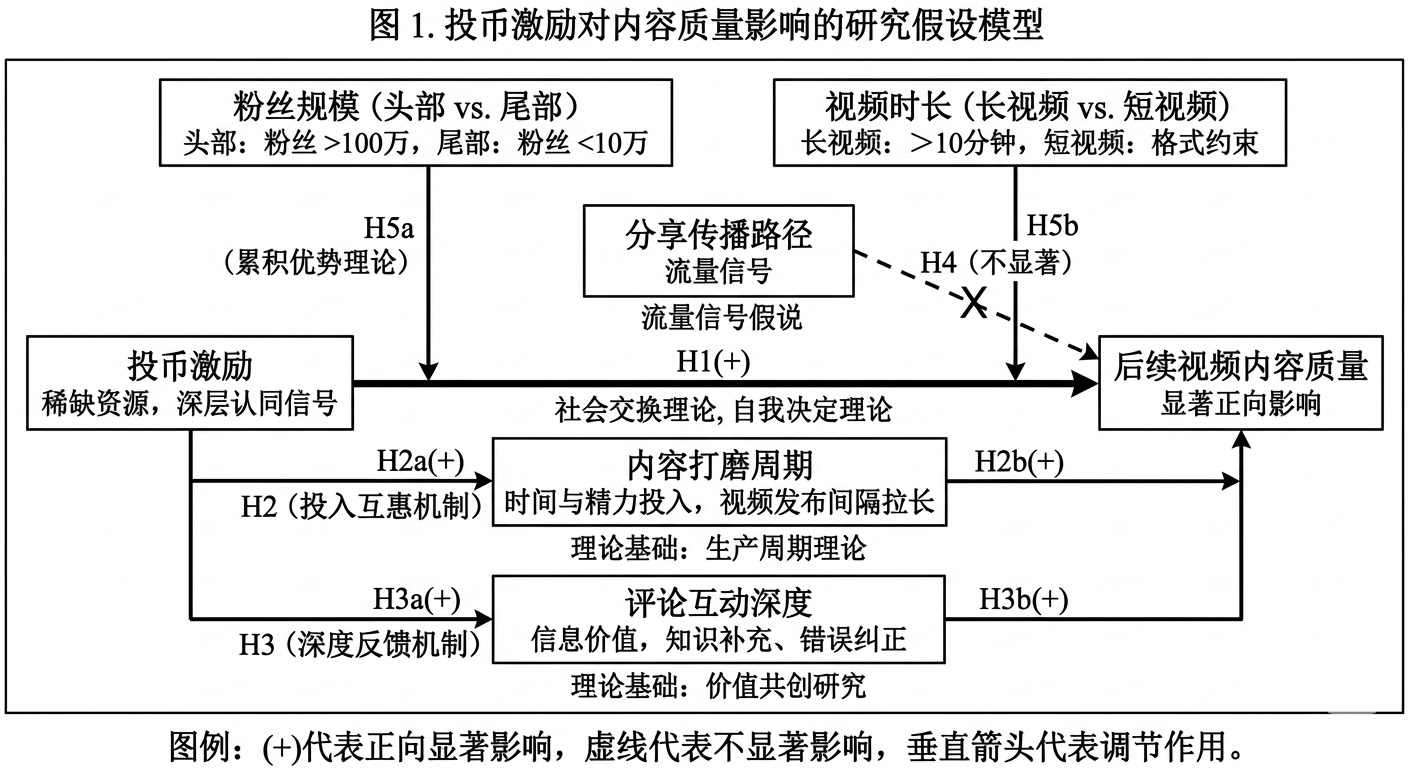 图 1. 投币激励对内容质量影响的研究假设模型
粉丝规模（头部 vs. 尾部）
头部：粉丝 >100万，尾部：粉丝 <10万
视频时长（长视频 vs. 短视频）
长视频：>10分钟，短视频：格式约束
H5a
（累积优势理论）
分享传播路径
流量信号
流量信号假说
H5b
H4（不显著）
X
投币激励
稀缺资源，深层认同信号
H1(+)
社会交换理论, 自我决定理论
后续视频内容质量
显著正向影响
H2a(+)
H2（投入互惠机制）
内容打磨周期
时间与精力投入，视频发布间隔拉长
理论基础：生产周期理论
H2b(+)
H3a(+)
H3（深度反馈机制）
评论互动深度
信息价值，知识补充、错误纠正
理论基础：价值共创研究
H3b(+)
图例：(+)代表正向显著影响，虚线代表不显著影响，垂直箭头代表调节作用。